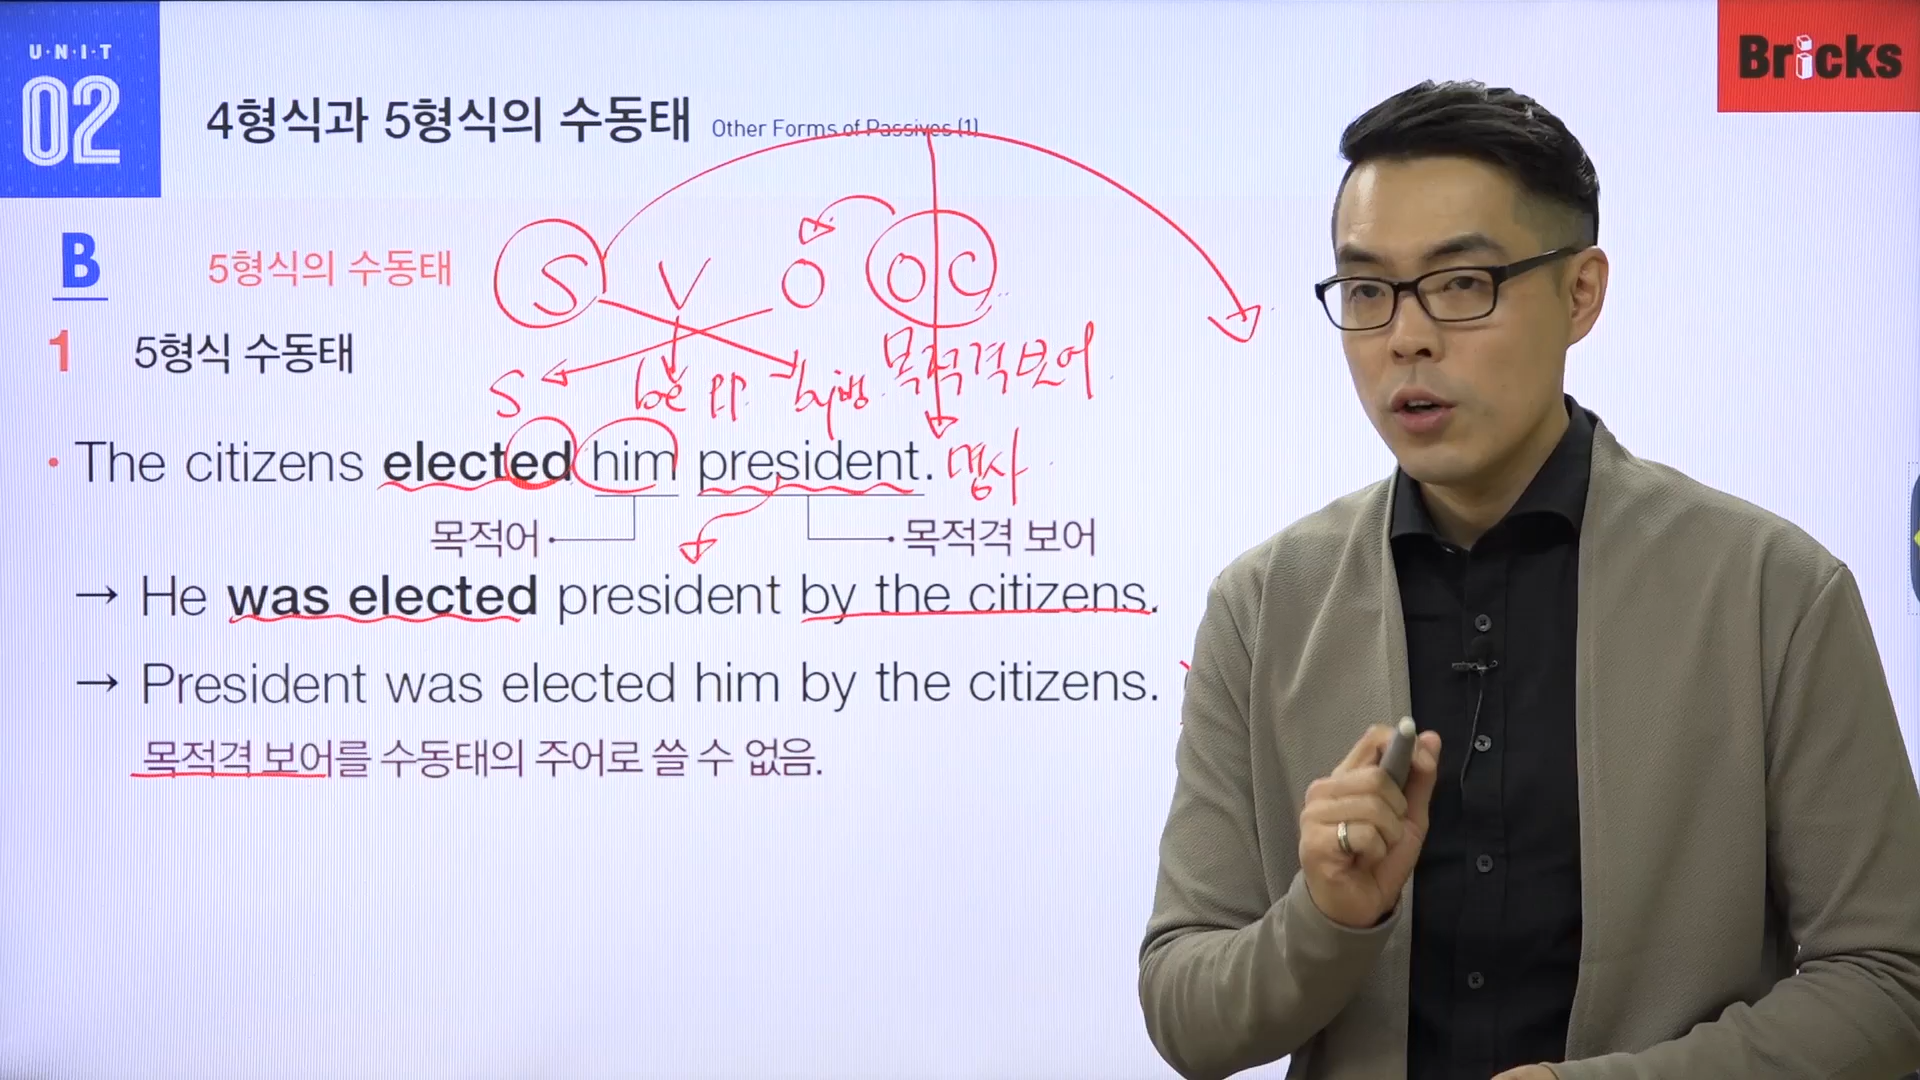 U·N·I·T
02
4형식과 5형식의 수동태 Other Forms of Passives (1)
Bricks
B 5형식의 수동태
S V O OC
1 5형식 수동태
목적격보어
S be p.p. by행
The citizens elected him president. 명사
목적어 목적격 보어
→ He was elected president by the citizens.
→ President was elected him by the citizens.
목적격 보어를 수동태의 주어로 쓸 수 없음.